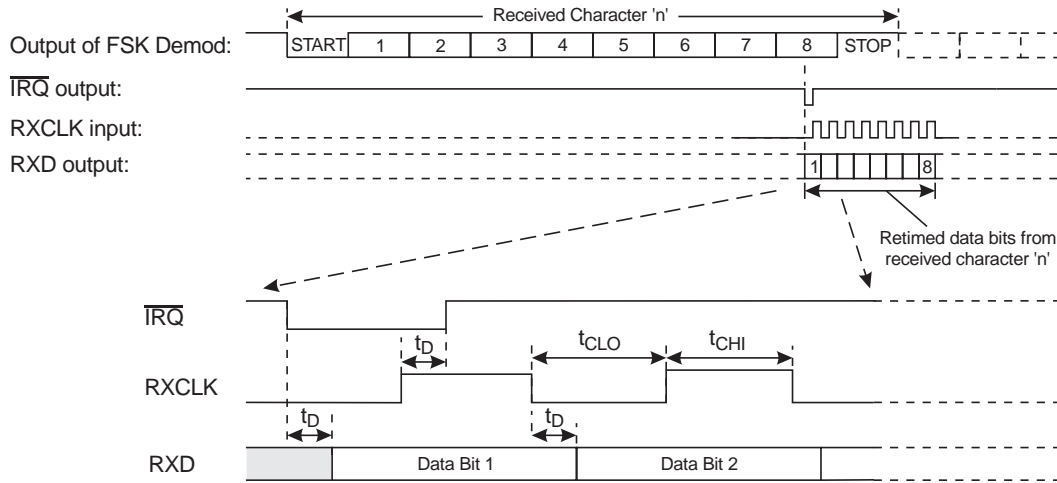 Received Character 'n'
Output of FSK Demod: START 1 2 3 4 5 6 7 8 STOP
IRQ output:
RXCLK input:
RXD output: 1 8
Retimed data bits from
received character 'n'
IRQ
tD tCLO tCHI
RXCLK
tD tD
RXD Data Bit 1 Data Bit 2